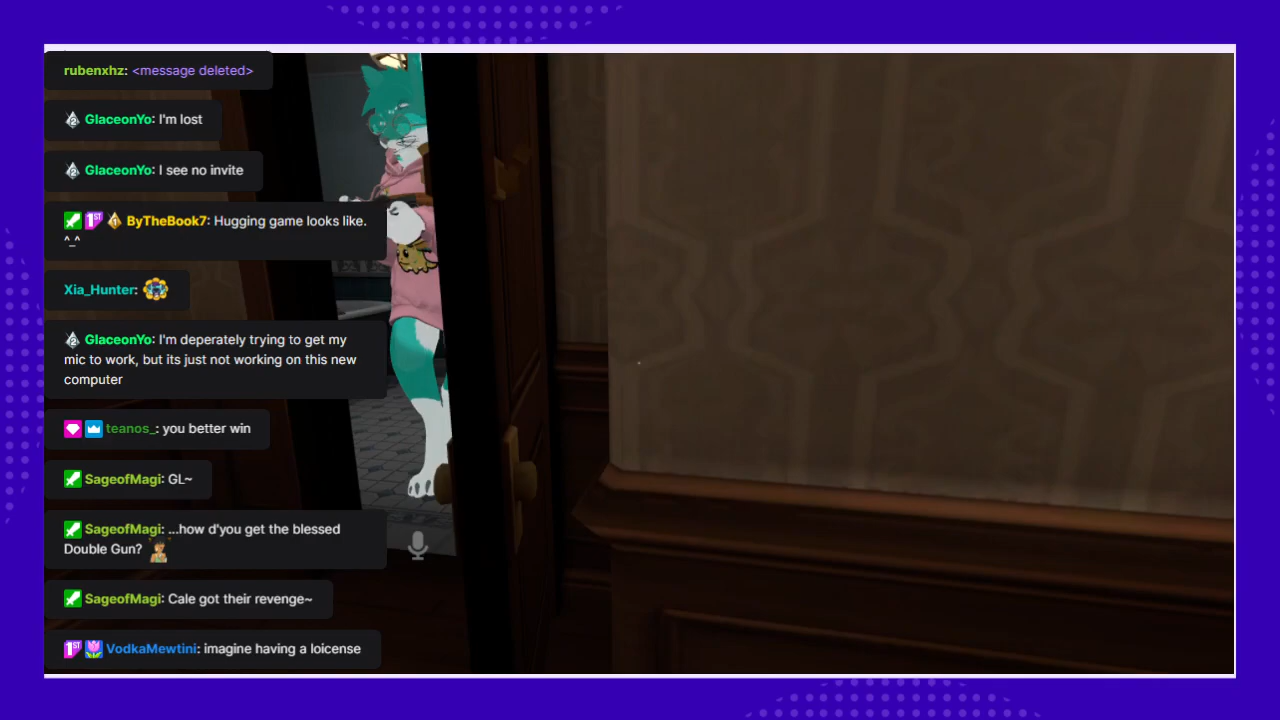 rubenxhz: <message deleted>
GlaceonYo: I'm lost
GlaceonYo: I see no invite
1ST ByTheBook7: Hugging game looks like.
^_^
Xia_Hunter:
GlaceonYo: I'm deperately trying to get my
mic to work, but its just not working on this new
computer
teanos_: you better win
SageofMagi: GL~
SageofMagi: ...how d'you get the blessed
Double Gun?
SageofMagi: Cale got their revenge~
1ST VodkaMewtini: imagine having a loicense